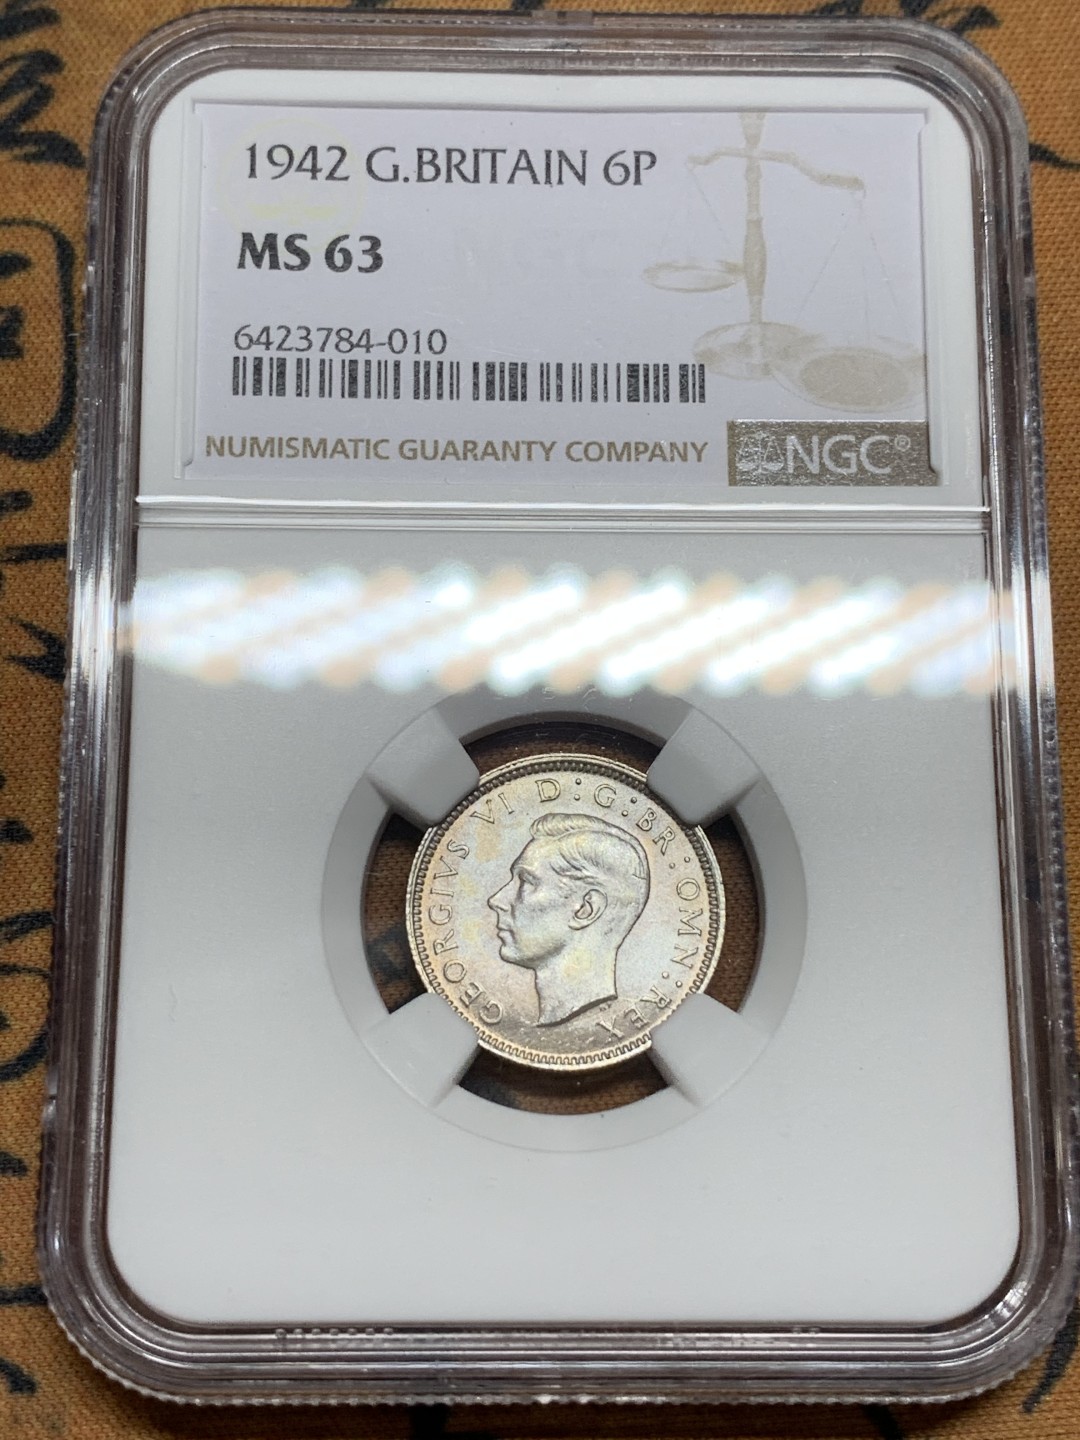 1942 G.BRITAIN 6P
MS 63
6423784-010
NUMISMATIC GUARANTY COMPANY
NGC®
GEORGIVS VI D:G:BR:OMN:REX